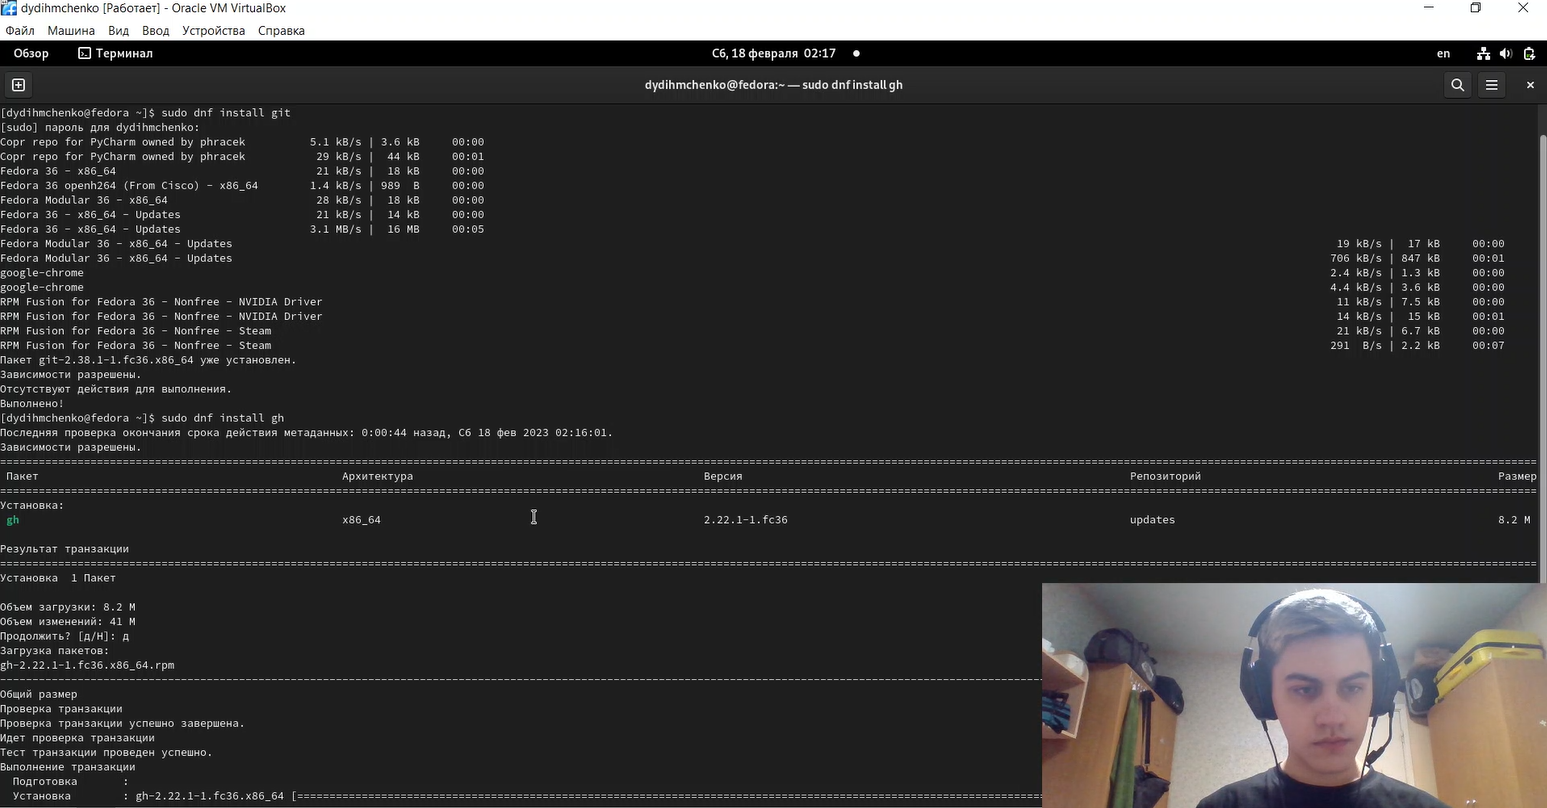 dydihmchenko [Работает] - Oracle VM VirtualBox
Файл Машина Вид Ввод Устройства Справка
Обзор Терминал Сб, 18 февраля 02:17 en
dydihmchenko@fedora:~ — sudo dnf install gh
[dydihmchenko@fedora ~]$ sudo dnf install git
[sudo] пароль для dydihmchenko:
Copr repo for PyCharm owned by phracek 5.1 kB/s | 3.6 kB 00:00
Copr repo for PyCharm owned by phracek 29 kB/s | 44 kB 00:01
Fedora 36 - x86_64 21 kB/s | 18 kB 00:00
Fedora 36 openh264 (From Cisco) - x86_64 1.4 kB/s | 989 B 00:00
Fedora Modular 36 - x86_64 28 kB/s | 18 kB 00:00
Fedora 36 - x86_64 - Updates 21 kB/s | 14 kB 00:00
Fedora 36 - x86_64 - Updates 3.1 MB/s | 16 MB 00:05
Fedora Modular 36 - x86_64 - Updates 19 kB/s | 17 kB 00:00
Fedora Modular 36 - x86_64 - Updates 706 kB/s | 847 kB 00:01
google-chrome 2.4 kB/s | 1.3 kB 00:00
google-chrome 4.4 kB/s | 3.6 kB 00:00
RPM Fusion for Fedora 36 - Nonfree - NVIDIA Driver 11 kB/s | 7.5 kB 00:00
RPM Fusion for Fedora 36 - Nonfree - NVIDIA Driver 14 kB/s | 15 kB 00:01
RPM Fusion for Fedora 36 - Nonfree - Steam 21 kB/s | 6.7 kB 00:00
RPM Fusion for Fedora 36 - Nonfree - Steam 291 B/s | 2.2 kB 00:07
Пакет git-2.38.1-1.fc36.x86_64 уже установлен.
Зависимости разрешены.
Отсутствуют действия для выполнения.
Выполнено!
[dydihmchenko@fedora ~]$ sudo dnf install gh
Последняя проверка окончания срока действия метаданных: 0:00:44 назад, Сб 18 фев 2023 02:16:01.
Зависимости разрешены.
Пакет Архитектура Версия Репозиторий Размер
Установка:
gh x86_64 2.22.1-1.fc36 updates 8.2 M
Результат транзакции
Установка 1 Пакет
Объем загрузки: 8.2 M
Объем изменений: 41 M
Продолжить? [д/Н]: д
Загрузка пакетов:
gh-2.22.1-1.fc36.x86_64.rpm
Общий размер
Проверка транзакции
Проверка транзакции успешно завершена.
Идет проверка транзакции
Тест транзакции проведен успешно.
Выполнение транзакции
Подготовка :
Установка : gh-2.22.1-1.fc36.x86_64 [